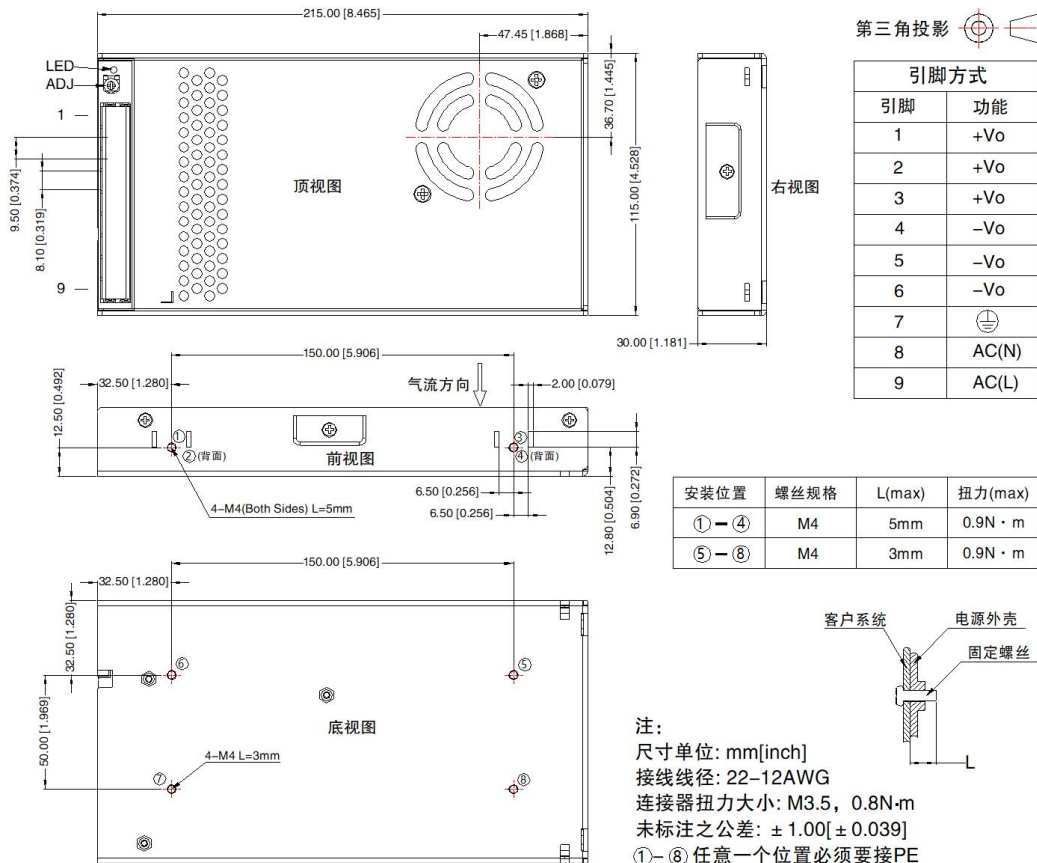 215.00 [8.465]
47.45 [1.868]
第三角投影
LED
ADJ
36.70 [1.445]
1
9.50 [0.374]
8.10 [0.319]
顶视图
115.00 [4.528]
右视图
9
30.00 [1.181]
引脚方式
引脚 功能
1 +Vo
2 +Vo
3 +Vo
4 –Vo
5 –Vo
6 –Vo
7
8 AC(N)
9 AC(L)
150.00 [5.906]
32.50 [1.280]
气流方向
2.00 [0.079]
12.50 [0.492]
① ③
②(背面) 前视图 ④(背面)
6.50 [0.256]
6.50 [0.256]
12.80 [0.504]
6.90 [0.272]
4–M4(Both Sides) L=5mm
安装位置 螺丝规格 L(max) 扭力(max)
①–④ M4 5mm 0.9N·m
⑤–⑧ M4 3mm 0.9N·m
150.00 [5.906]
32.50 [1.280]
32.50 [1.280]
⑥ ⑤
50.00 [1.969]
底视图
4–M4 L=3mm
⑦ ⑧
客户系统 电源外壳
固定螺丝
L
注:
尺寸单位: mm[inch]
接线线径: 22–12AWG
连接器扭力大小: M3.5, 0.8N·m
未标注之公差: ±1.00[±0.039]
①–⑧任意一个位置必须要接PE